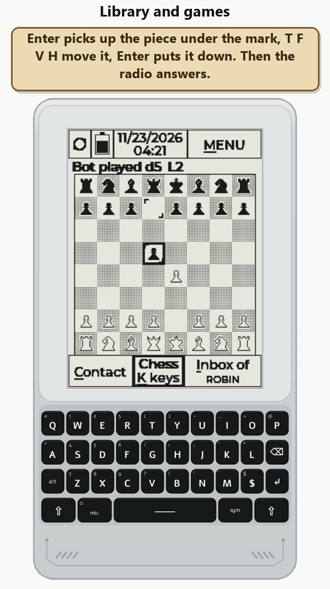 Library and games
Enter picks up the piece under the mark, T F
V H move it, Enter puts it down. Then the
radio answers.
11/23/2026
04:21
MENU
Bot played d5 L2
Contact
Chess
K keys
Inbox of
ROBIN
Q W E R T Y U I O P
A S D F G H J K L
alt Z X C V B N M $
mic sym